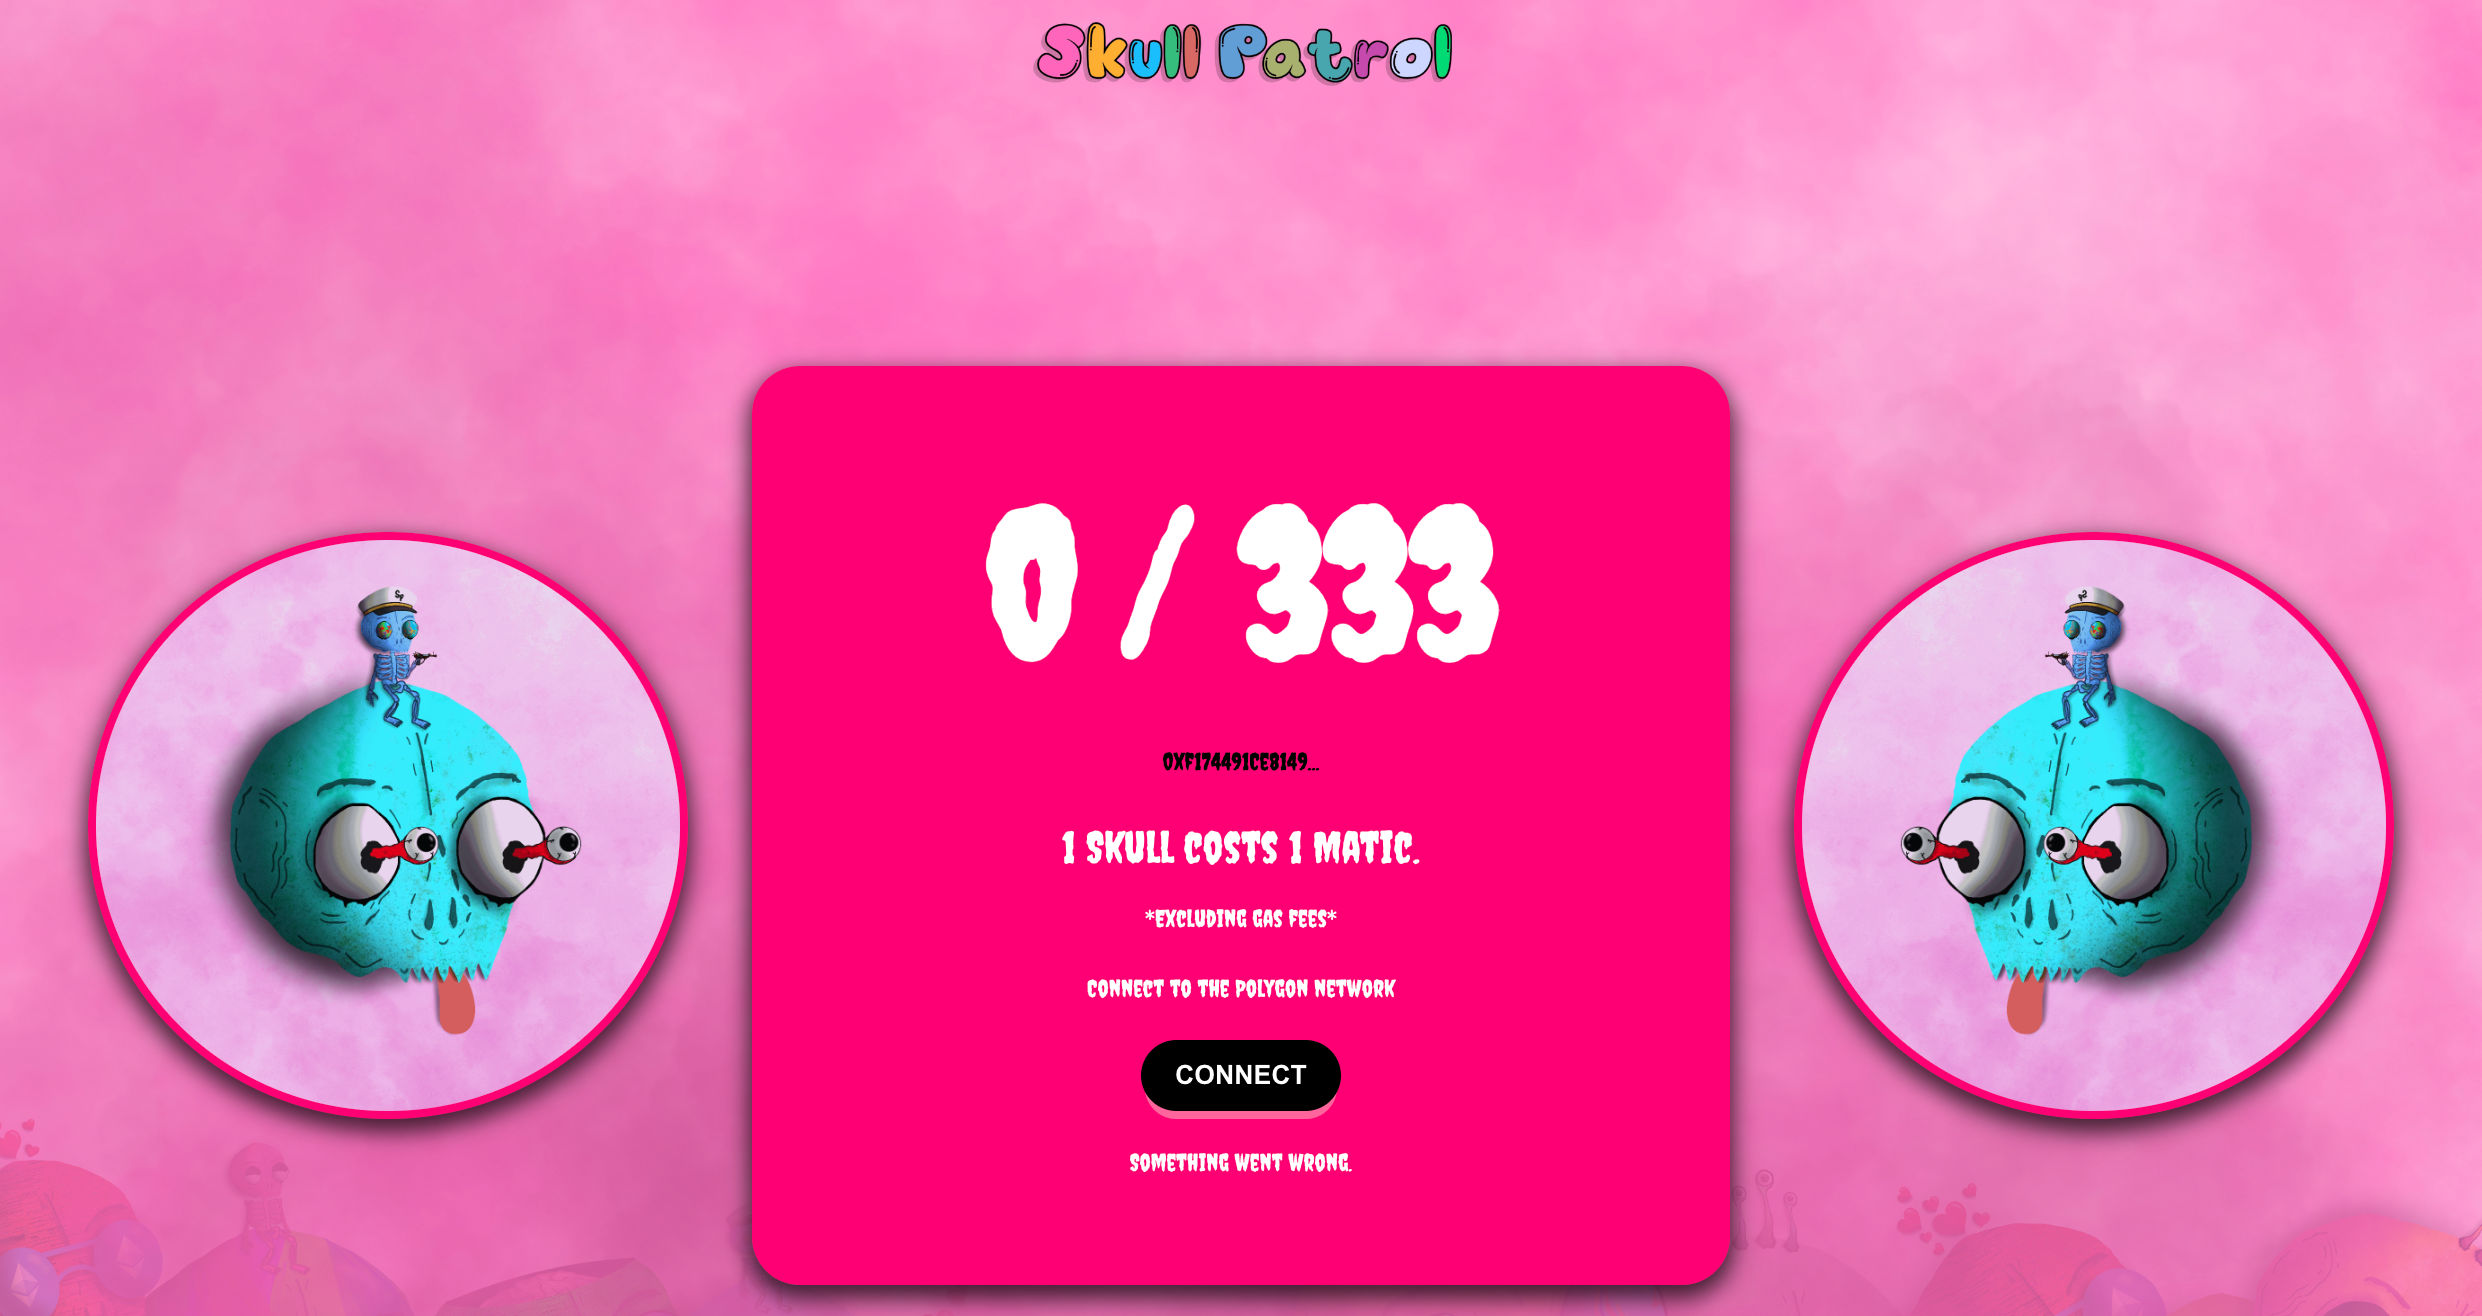 Skull Patrol
0 / 333
0XF174491CE8149...
1 SKULL COSTS 1 MATIC.
*EXCLUDING GAS FEES*
CONNECT TO THE POLYGON NETWORK
CONNECT
SOMETHING WENT WRONG.